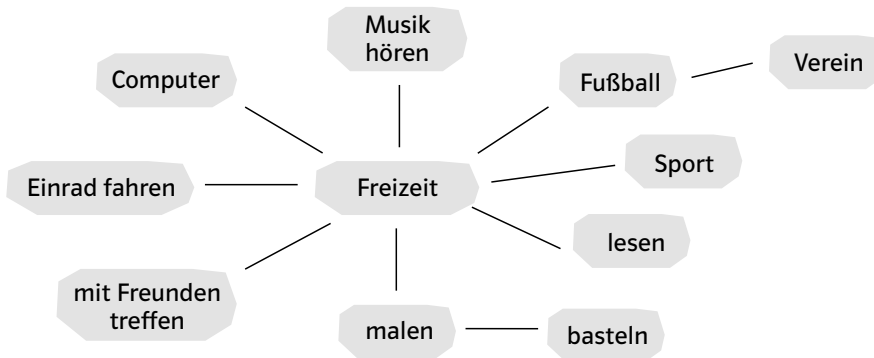 Musik
hören
Computer
Fußball
Verein
Einrad fahren
Freizeit
Sport
lesen
mit Freunden
treffen
malen
basteln